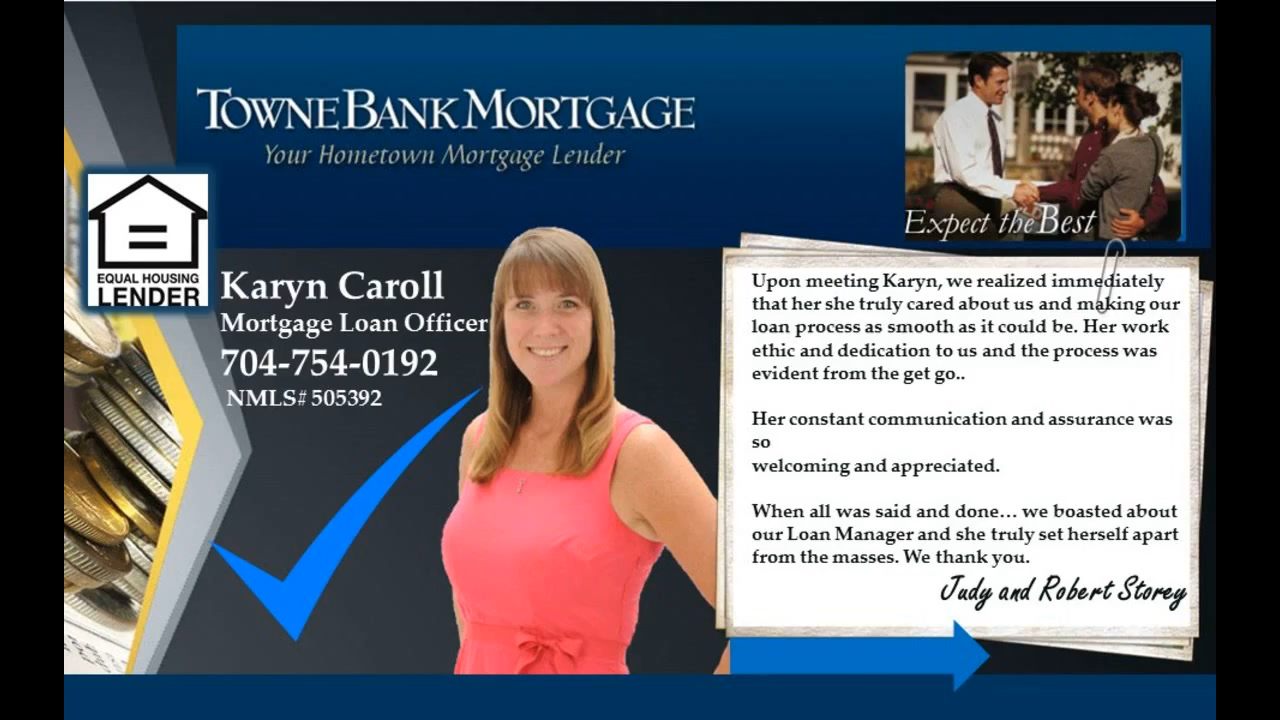 TOWNEBANK MORTGAGE
Your Hometown Mortgage Lender
Expect the Best
EQUAL HOUSING
LENDER
Karyn Caroll
Mortgage Loan Officer
704-754-0192
NMLS# 505392
Upon meeting Karyn, we realized immediately
that her she truly cared about us and making our
loan process as smooth as it could be. Her work
ethic and dedication to us and the process was
evident from the get go..
Her constant communication and assurance was
so
welcoming and appreciated.
When all was said and done... we boasted about
our Loan Manager and she truly set herself apart
from the masses. We thank you.
Judy and Robert Storey